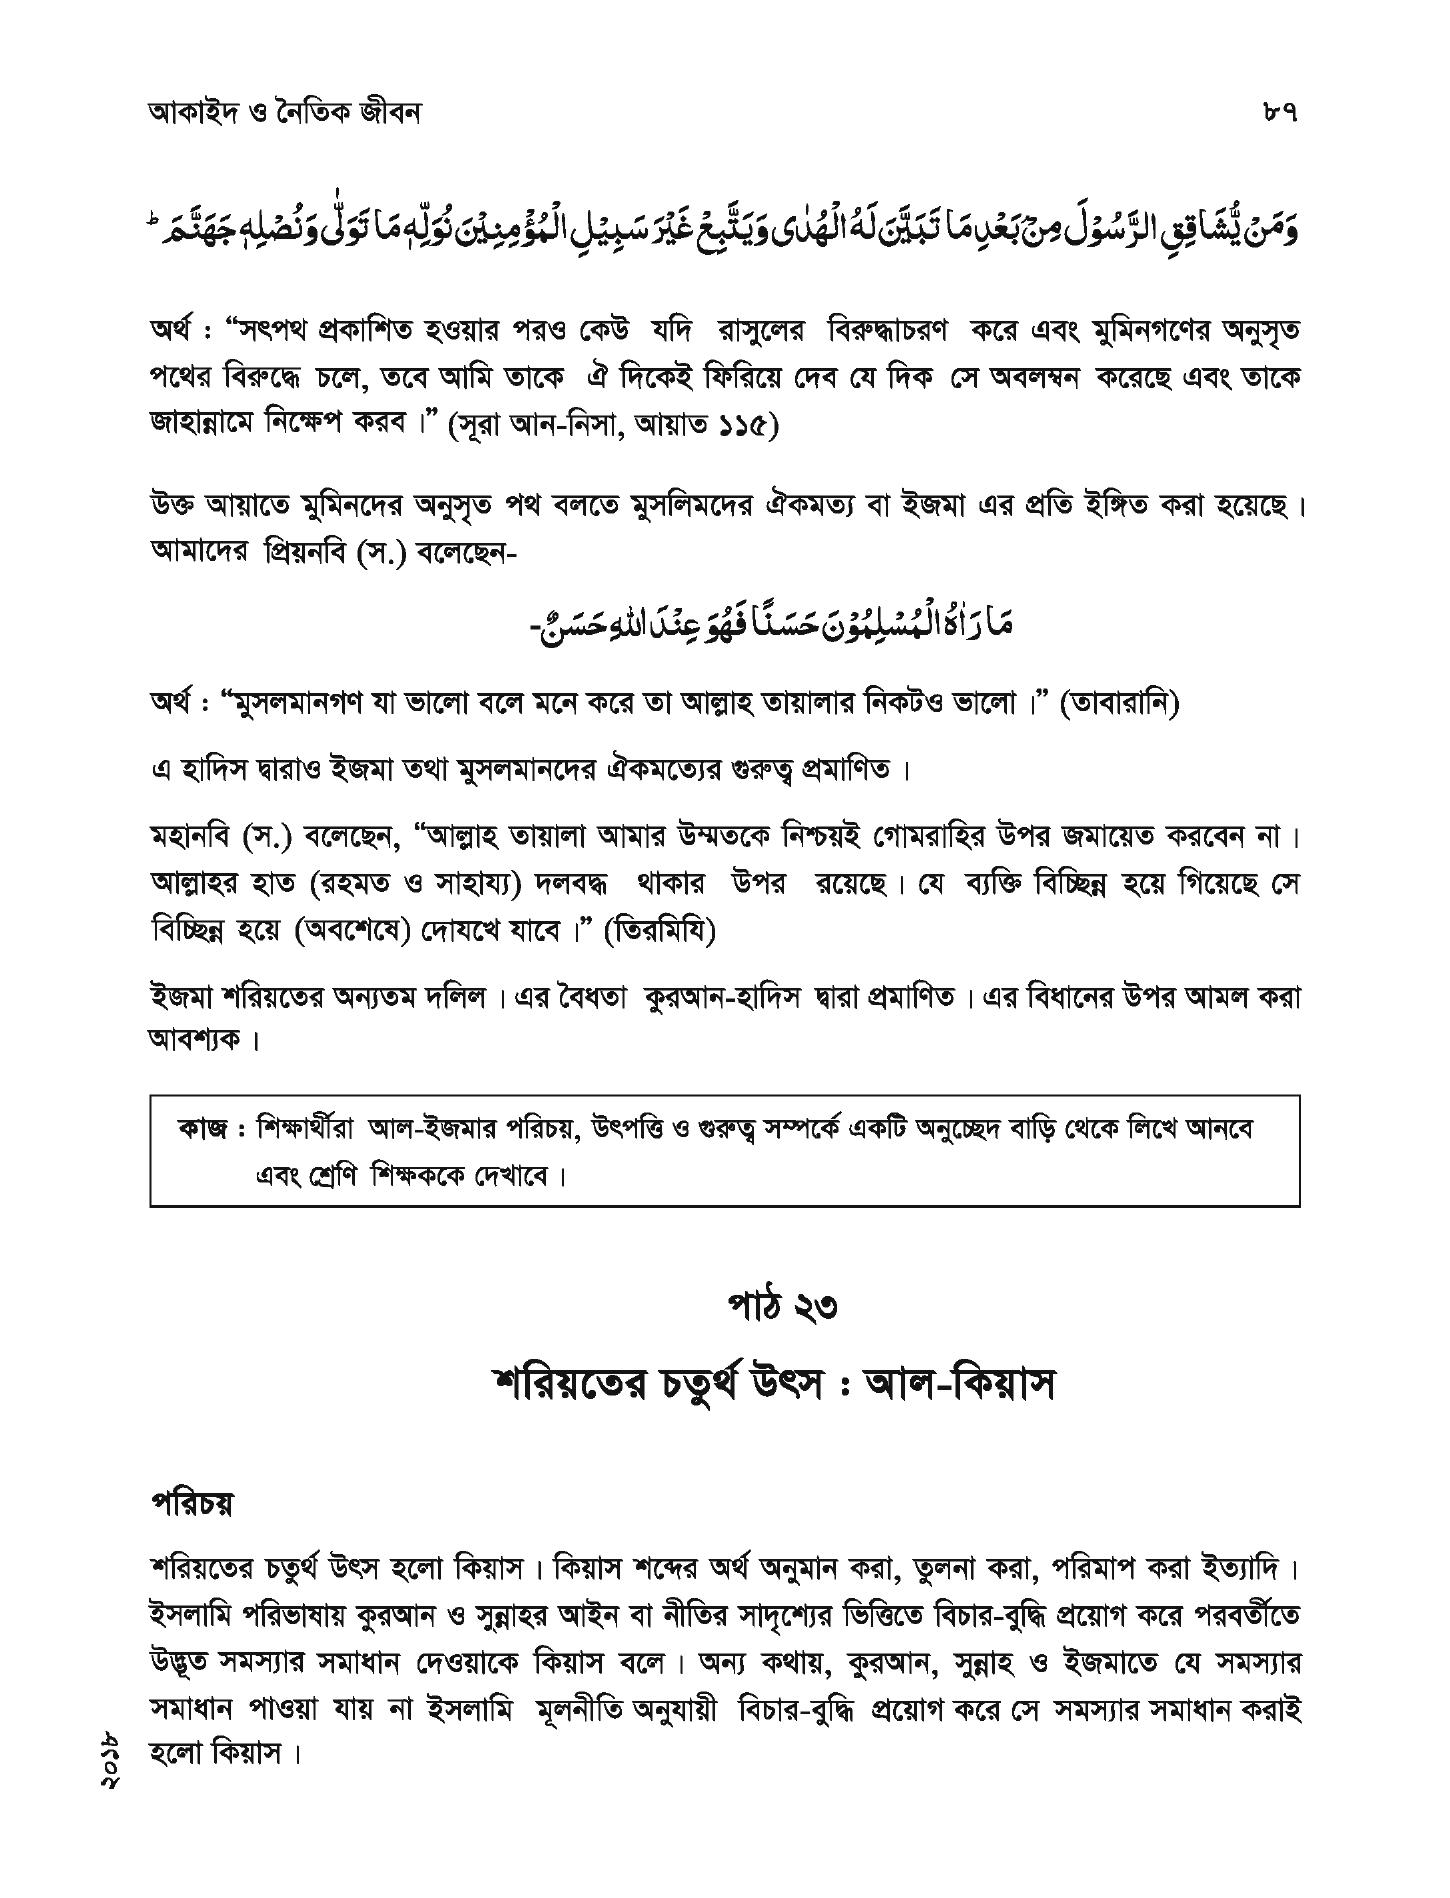 আকাইদ ও নৈতিক জীবন ৮৭
وَمَنْ يُّشَاقِقِ الرَّسُوْلَ مِنْۢ بَعْدِ مَا تَبَيَّنَ لَهُ الْهُدٰى وَيَتَّبِعْ غَيْرَ سَبِيْلِ الْمُؤْمِنِيْنَ نُوَلِّهٖ مَا تَوَلّٰى وَنُصْلِهٖ جَهَنَّمَ ؕ
অর্থ : “সৎপথ প্রকাশিত হওয়ার পরও কেউ যদি রাসুলের বিরুদ্ধাচরণ করে এবং মুমিনগণের অনুসৃত
পথের বিরুদ্ধে চলে, তবে আমি তাকে ঐ দিকেই ফিরিয়ে দেব যে দিক সে অবলম্বন করেছে এবং তাকে
জাহান্নামে নিক্ষেপ করব।” (সূরা আন-নিসা, আয়াত ১১৫)
উক্ত আয়াতে মুমিনদের অনুসৃত পথ বলতে মুসলিমদের ঐকমত্য বা ইজমা এর প্রতি ইঙ্গিত করা হয়েছে।
আমাদের প্রিয়নবি (স.) বলেছেন-
مَا رَاٰهُ الْمُسْلِمُوْنَ حَسَنًا فَهُوَ عِنْدَ اللهِ حَسَنٌ-
অর্থ : “মুসলমানগণ যা ভালো বলে মনে করে তা আল্লাহ তায়ালার নিকটও ভালো।” (তাবারানি)
এ হাদিস দ্বারাও ইজমা তথা মুসলমানদের ঐকমত্যের গুরুত্ব প্রমাণিত।
মহানবি (স.) বলেছেন, “আল্লাহ তায়ালা আমার উম্মতকে নিশ্চয়ই গোমরাহির উপর জমায়েত করবেন না।
আল্লাহর হাত (রহমত ও সাহায্য) দলবদ্ধ থাকার উপর রয়েছে। যে ব্যক্তি বিচ্ছিন্ন হয়ে গিয়েছে সে
বিচ্ছিন্ন হয়ে (অবশেষে) দোযখে যাবে।” (তিরমিযি)
ইজমা শরিয়তের অন্যতম দলিল। এর বৈধতা কুরআন-হাদিস দ্বারা প্রমাণিত। এর বিধানের উপর আমল করা
আবশ্যক।
কাজ : শিক্ষার্থীরা আল-ইজমার পরিচয়, উৎপত্তি ও গুরুত্ব সম্পর্কে একটি অনুচ্ছেদ বাড়ি থেকে লিখে আনবে
এবং শ্রেণি শিক্ষককে দেখাবে।
পাঠ ২৩
শরিয়তের চতুর্থ উৎস : আল-কিয়াস
পরিচয়
শরিয়তের চতুর্থ উৎস হলো কিয়াস। কিয়াস শব্দের অর্থ অনুমান করা, তুলনা করা, পরিমাপ করা ইত্যাদি।
ইসলামি পরিভাষায় কুরআন ও সুন্নাহর আইন বা নীতির সাদৃশ্যের ভিত্তিতে বিচার-বুদ্ধি প্রয়োগ করে পরবর্তীতে
উদ্ভূত সমস্যার সমাধান দেওয়াকে কিয়াস বলে। অন্য কথায়, কুরআন, সুন্নাহ ও ইজমাতে যে সমস্যার
সমাধান পাওয়া যায় না ইসলামি মূলনীতি অনুযায়ী বিচার-বুদ্ধি প্রয়োগ করে সে সমস্যার সমাধান করাই
হলো কিয়াস।
২০১৮